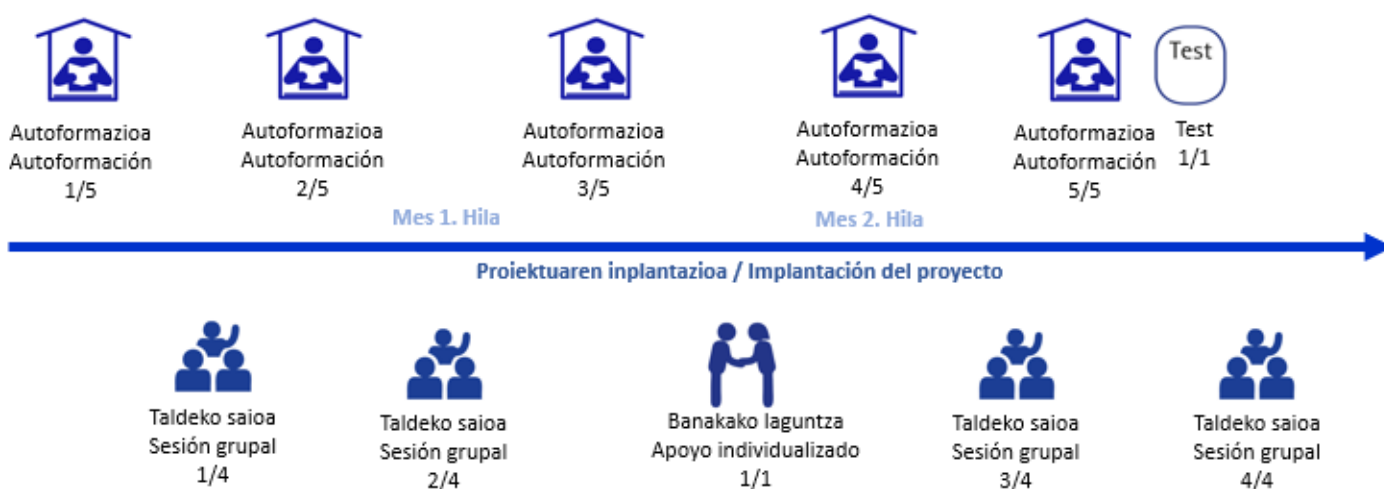 Test
Autoformazioa
Autoformación
1/5
Autoformazioa
Autoformación
2/5
Autoformazioa
Autoformación
3/5
Autoformazioa
Autoformación
4/5
Autoformazioa
Autoformación
5/5
Test
1/1
Mes 1. Hila
Mes 2. Hila
Proiektuaren inplantazioa / Implantación del proyecto
Taldeko saioa
Sesión grupal
1/4
Taldeko saioa
Sesión grupal
2/4
Banakako laguntza
Apoyo individualizado
1/1
Taldeko saioa
Sesión grupal
3/4
Taldeko saioa
Sesión grupal
4/4